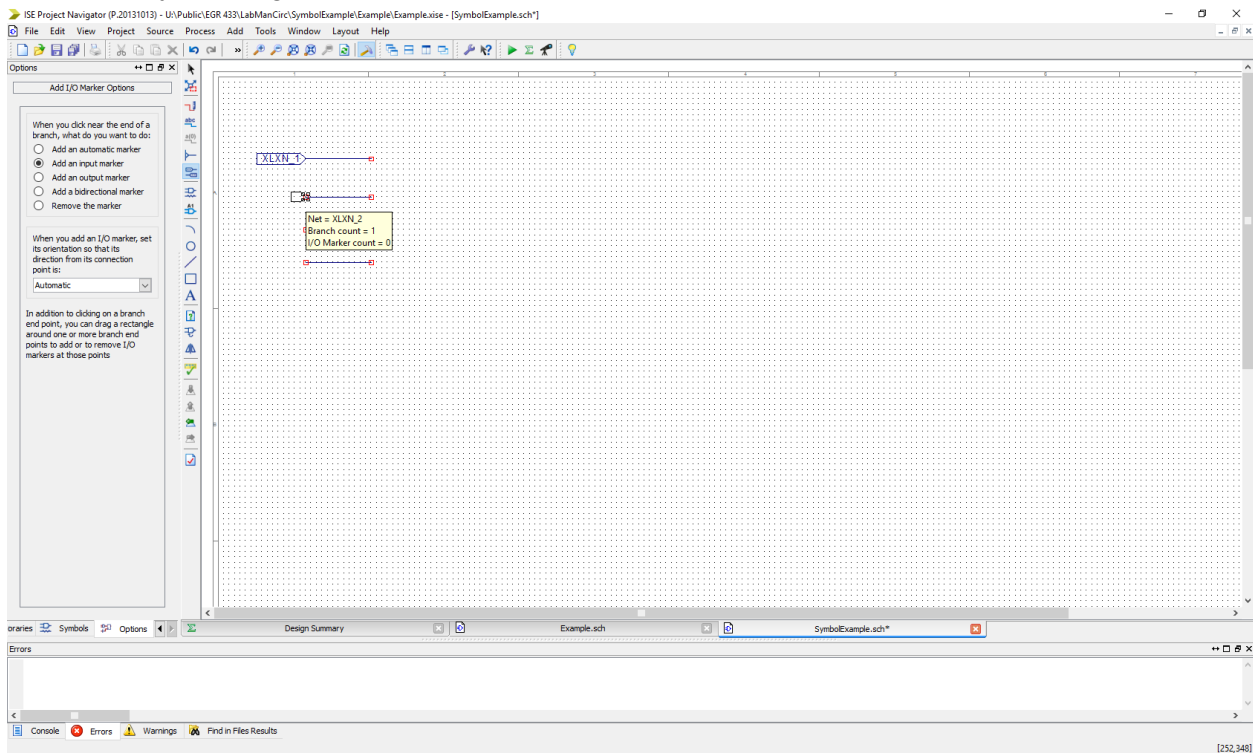 ISE Project Navigator (P.20131013) - U:\Public\EGR 433\LabManCirc\SymbolExample\Example\Example.xise - [SymbolExample.sch*]
File Edit View Project Source Process Add Tools Window Layout Help
Options
Add I/O Marker Options
When you click near the end of a
branch, what do you want to do:
Add an automatic marker
Add an input marker
Add an output marker
Add a bidirectional marker
Remove the marker
When you add an I/O marker, set
its orientation so that its
direction from its connection
point is:
Automatic
In addition to clicking on a branch
end point, you can drag a rectangle
around one or more branch end
points to add or to remove I/O
markers at those points
XLXN_1
Net = XLXN_2
Branch count = 1
I/O Marker count = 0
oraries Symbols Options Design Summary Example.sch SymbolExample.sch*
Errors
Console Errors Warnings Find in Files Results
[252,348]